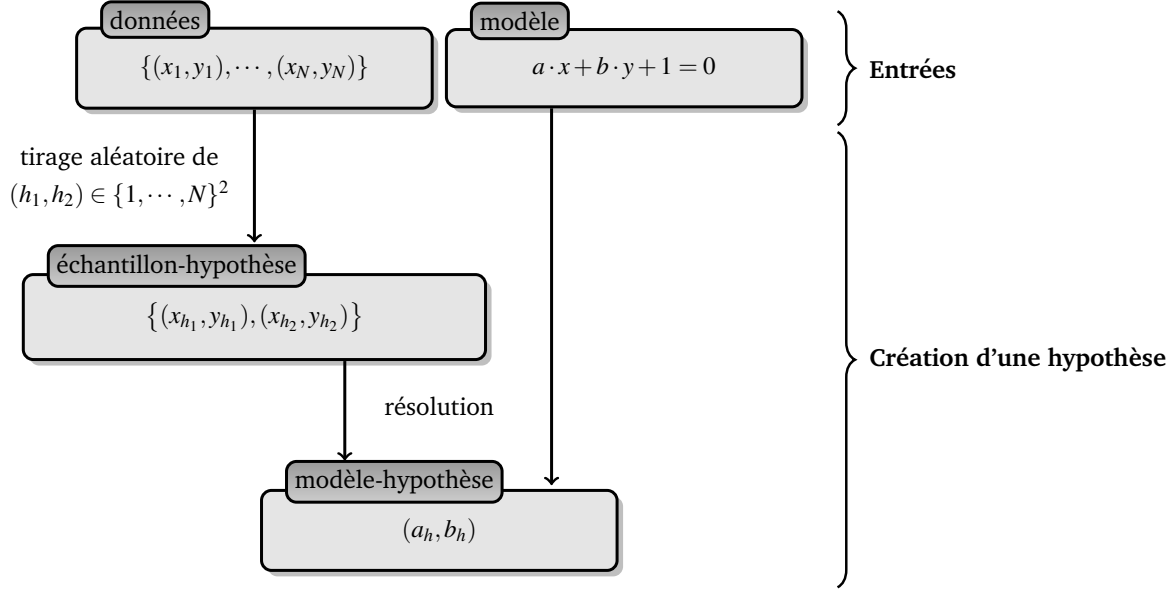 données
{(x₁, y₁), ⋯ , (x_N, y_N)}
modèle
a · x + b · y + 1 = 0
Entrées
tirage aléatoire de
(h₁, h₂) ∈ {1, ⋯ , N}²
échantillon-hypothèse
{(x_{h₁}, y_{h₁}), (x_{h₂}, y_{h₂})}
Création d'une hypothèse
résolution
modèle-hypothèse
(a_h, b_h)